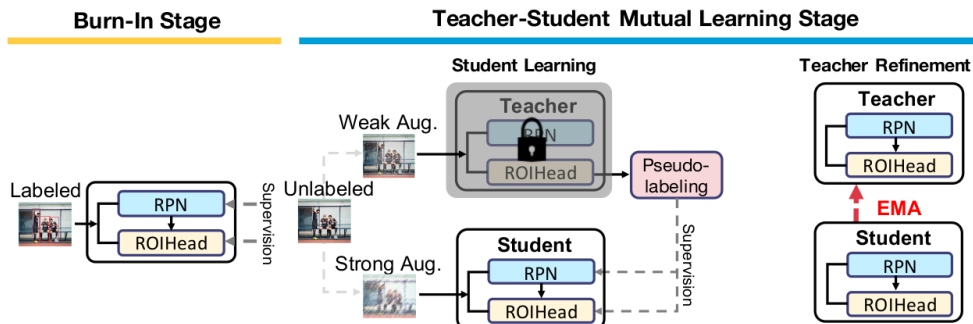 Burn-In Stage
Teacher-Student Mutual Learning Stage
Student Learning
Teacher Refinement
Labeled
RPN
ROIHead
Supervision
Unlabeled
Weak Aug.
Teacher
RPN
ROIHead
Pseudo-
labeling
Strong Aug.
Student
RPN
ROIHead
Supervision
Teacher
RPN
ROIHead
EMA
Student
RPN
ROIHead